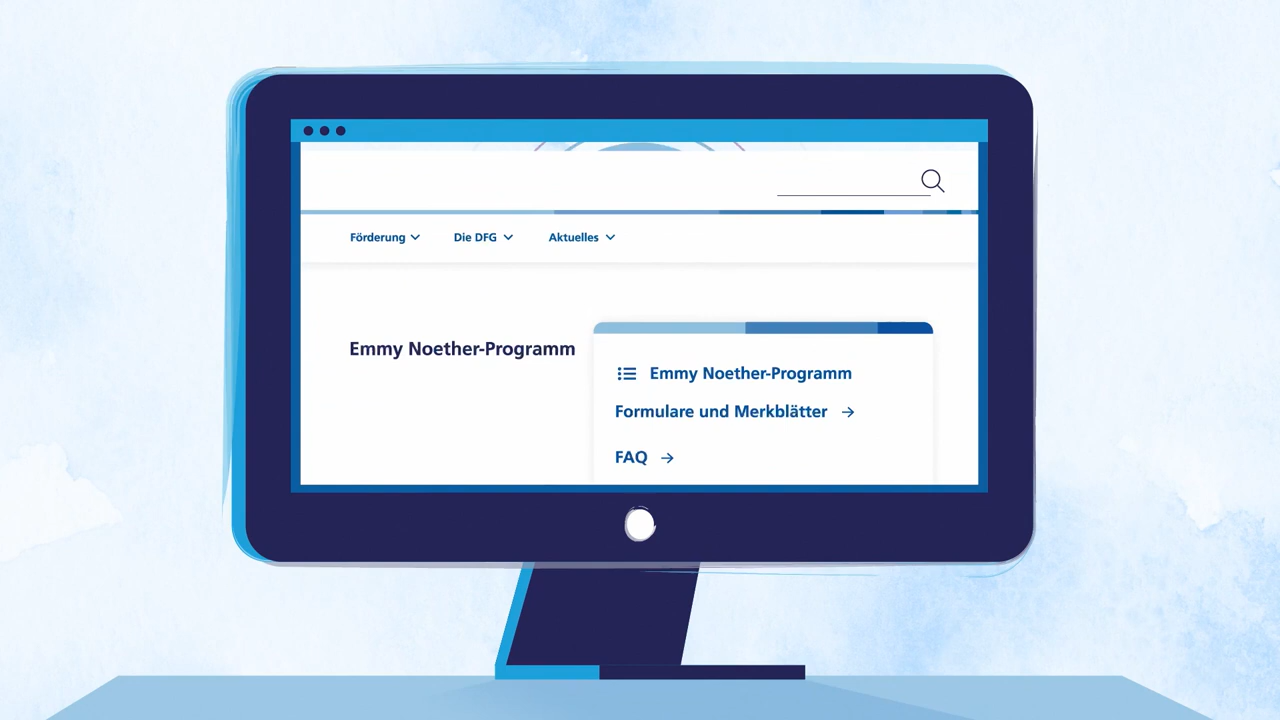 Förderung Die DFG Aktuelles
Emmy Noether-Programm
Emmy Noether-Programm
Formulare und Merkblätter
FAQ